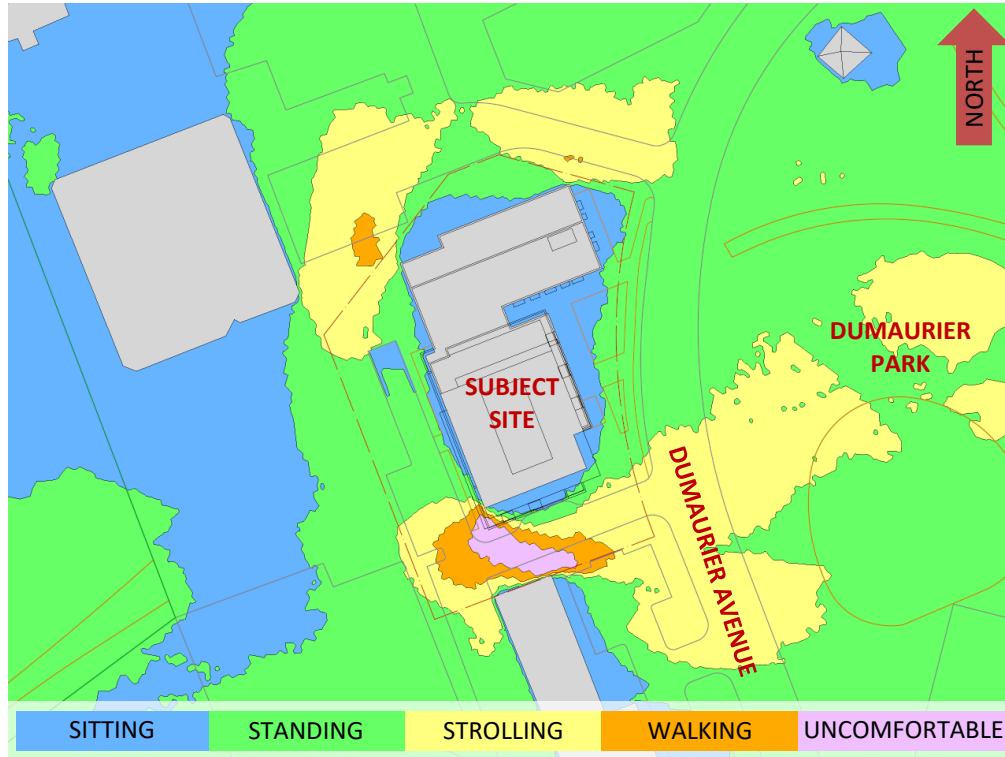 NORTH
DUMAURIER
PARK
SUBJECT
SITE
DUMAURIER AVENUE
SITTING
STANDING
STROLLING
WALKING
UNCOMFORTABLE